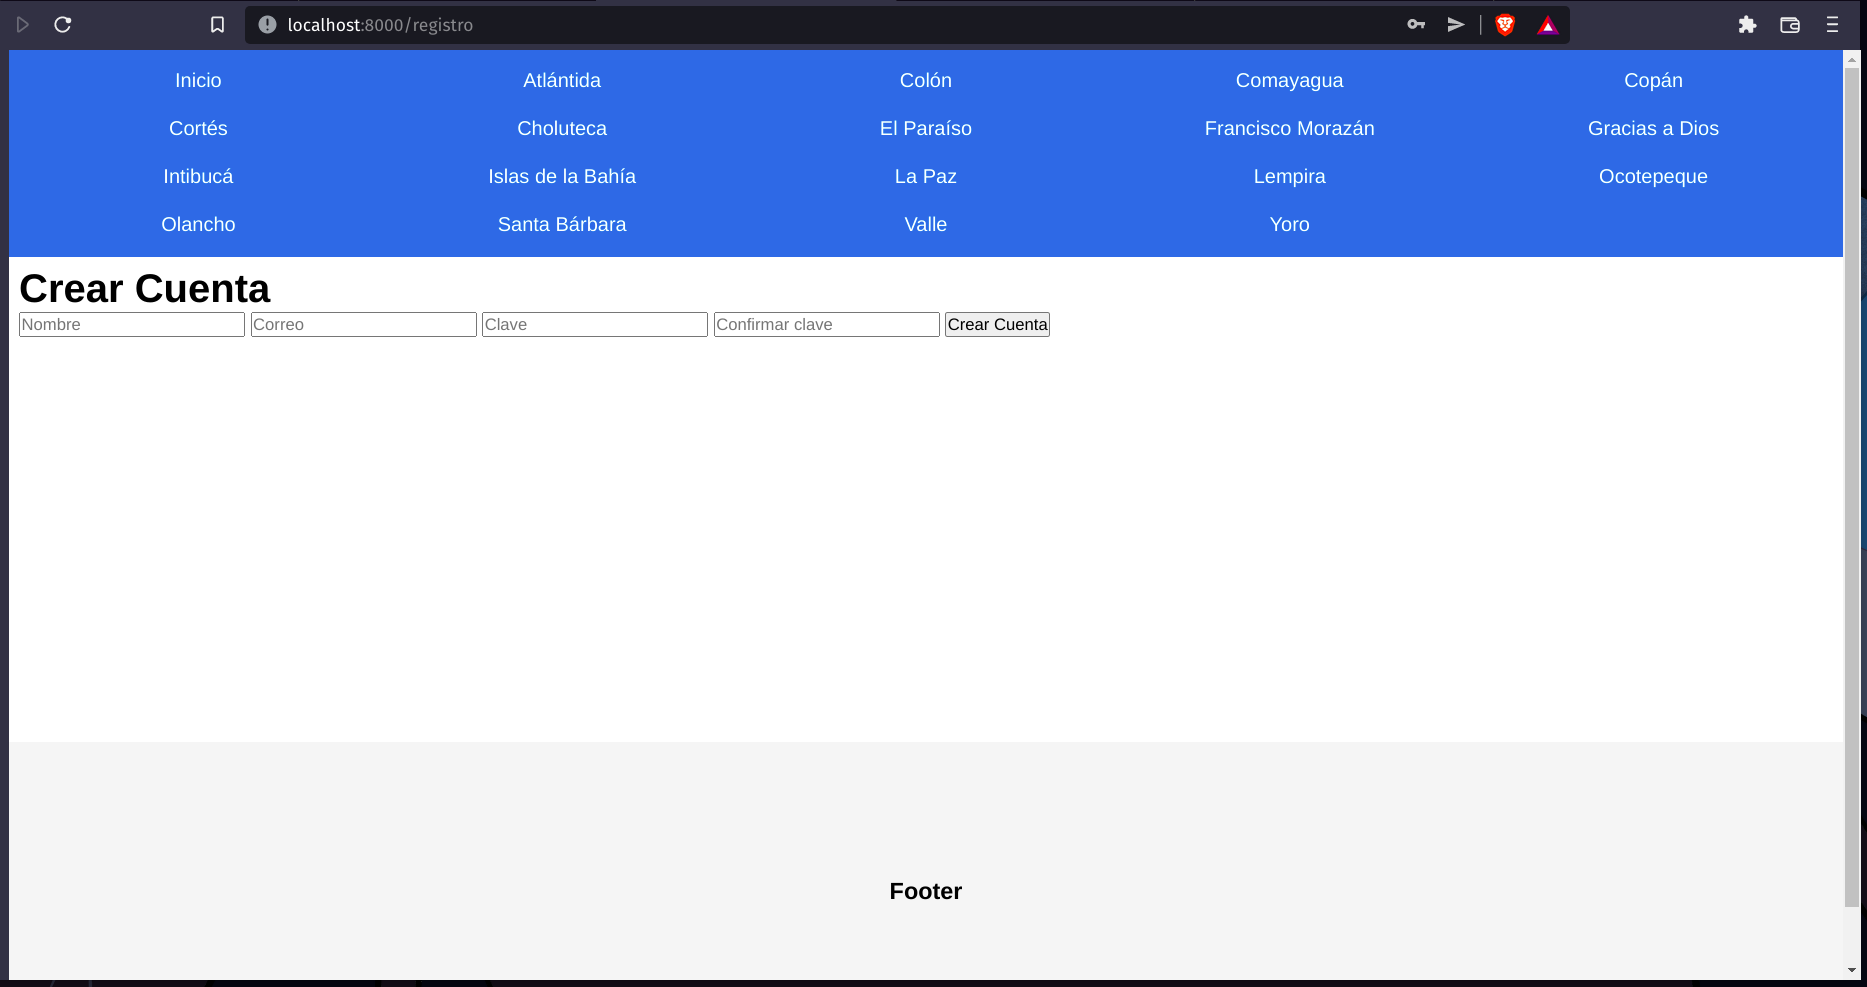 localhost:8000/registro
Inicio Atlántida Colón Comayagua Copán
Cortés Choluteca El Paraíso Francisco Morazán Gracias a Dios
Intibucá Islas de la Bahía La Paz Lempira Ocotepeque
Olancho Santa Bárbara Valle Yoro
Crear Cuenta
Nombre Correo Clave Confirmar clave Crear Cuenta
Footer